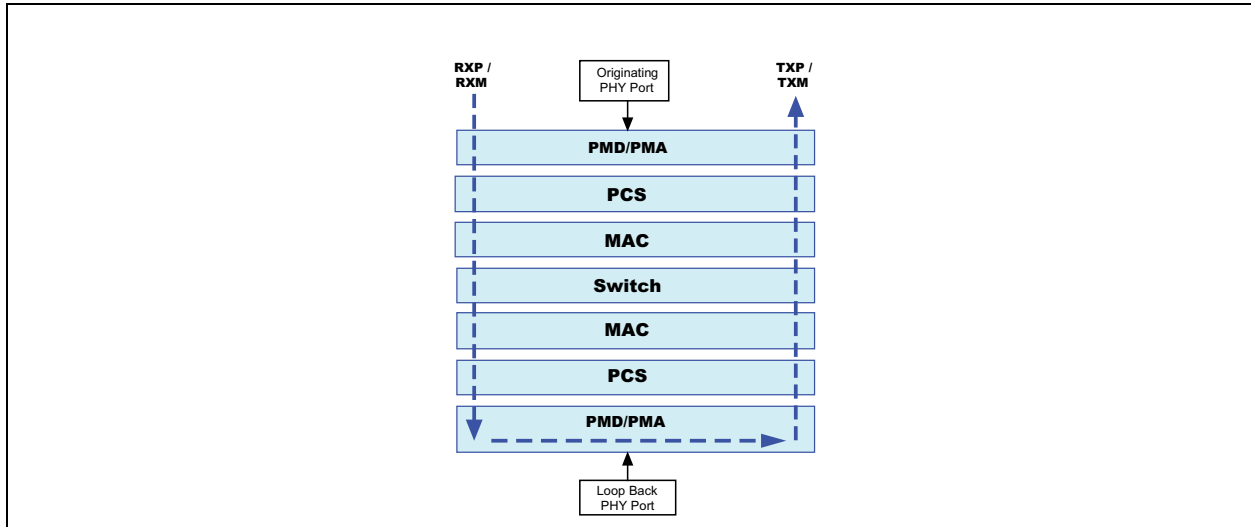 RXP /
RXM
Originating
PHY Port
TXP /
TXM
PMD/PMA
PCS
MAC
Switch
MAC
PCS
PMD/PMA
Loop Back
PHY Port